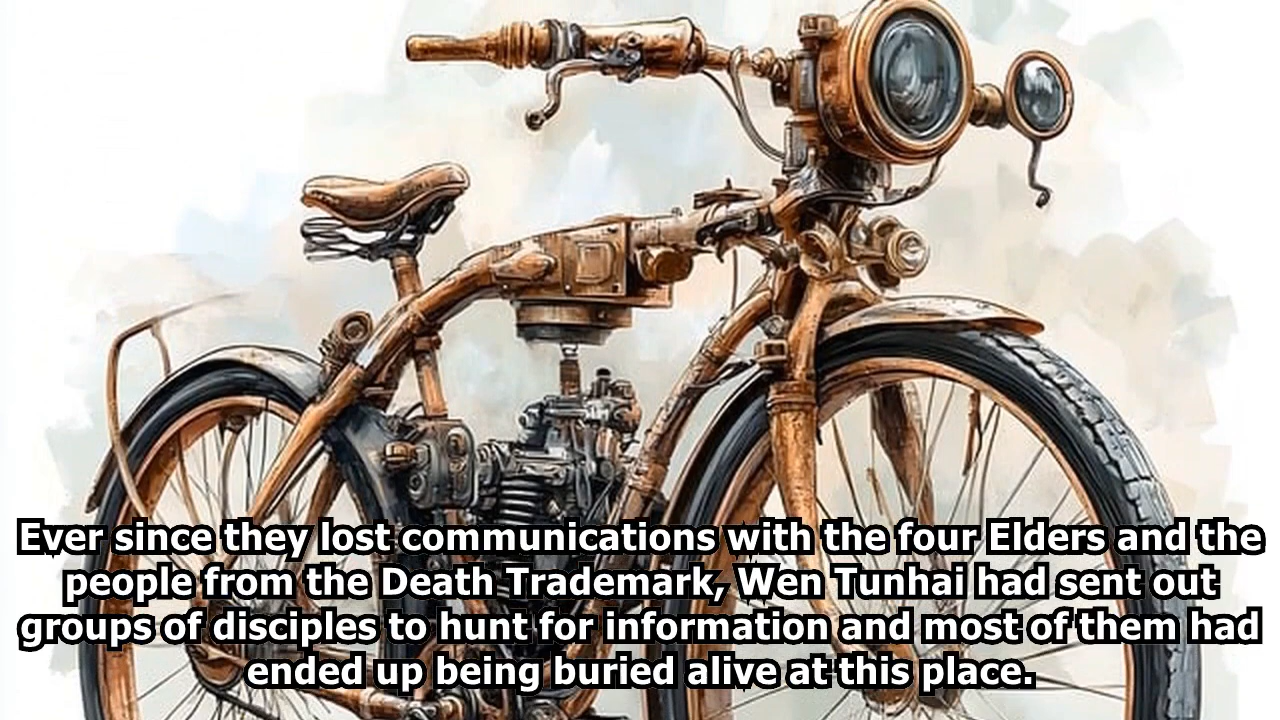 Ever since they lost communications with the four Elders and the
people from the Death Trademark, Wen Tunhai had sent out
groups of disciples to hunt for information and most of them had
ended up being buried alive at this place.